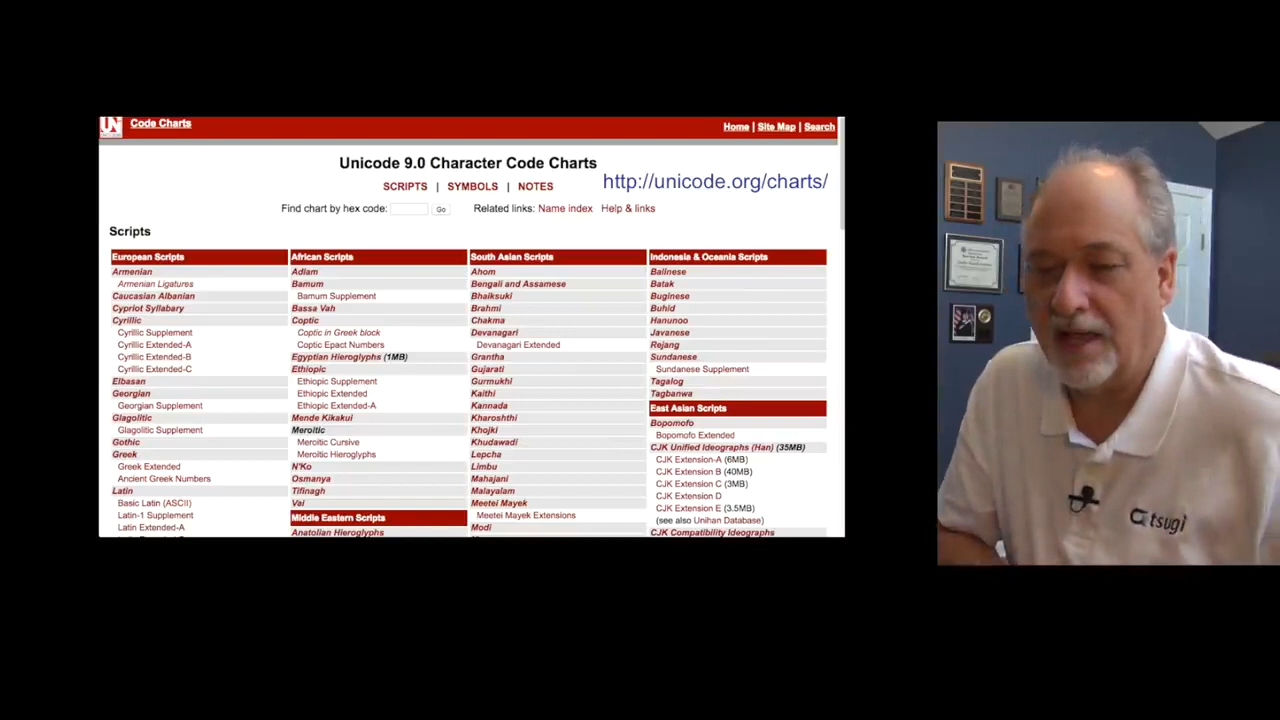 Code Charts
Home | Site Map | Search
Unicode 9.0 Character Code Charts
SCRIPTS | SYMBOLS | NOTES
http://unicode.org/charts/
Find chart by hex code:
Go
Related links: Name index Help & links
Scripts
European Scripts
Armenian
Armenian Ligatures
Caucasian Albanian
Cypriot Syllabary
Cyrillic
Cyrillic Supplement
Cyrillic Extended-A
Cyrillic Extended-B
Cyrillic Extended-C
Elbasan
Georgian
Georgian Supplement
Glagolitic
Glagolitic Supplement
Gothic
Greek
Greek Extended
Ancient Greek Numbers
Latin
Basic Latin (ASCII)
Latin-1 Supplement
Latin Extended-A
African Scripts
Adlam
Bamum
Bamum Supplement
Bassa Vah
Coptic
Coptic in Greek block
Coptic Epact Numbers
Egyptian Hieroglyphs (1MB)
Ethiopic
Ethiopic Supplement
Ethiopic Extended
Ethiopic Extended-A
Mende Kikakui
Meroitic
Meroitic Cursive
Meroitic Hieroglyphs
N'Ko
Osmanya
Tifinagh
Vai
Middle Eastern Scripts
Anatolian Hieroglyphs
South Asian Scripts
Ahom
Bengali and Assamese
Bhaiksuki
Brahmi
Chakma
Devanagari
Devanagari Extended
Grantha
Gujarati
Gurmukhi
Kaithi
Kannada
Kharoshthi
Khojki
Khudawadi
Lepcha
Limbu
Mahajani
Malayalam
Meetei Mayek
Meetei Mayek Extensions
Modi
Indonesia & Oceania Scripts
Balinese
Batak
Buginese
Buhid
Hanunoo
Javanese
Rejang
Sundanese
Sundanese Supplement
Tagalog
Tagbanwa
East Asian Scripts
Bopomofo
Bopomofo Extended
CJK Unified Ideographs (Han) (35MB)
CJK Extension-A (6MB)
CJK Extension B (40MB)
CJK Extension C (3MB)
CJK Extension D
CJK Extension E (3.5MB)
(see also Unihan Database)
CJK Compatibility Ideographs
tsugi